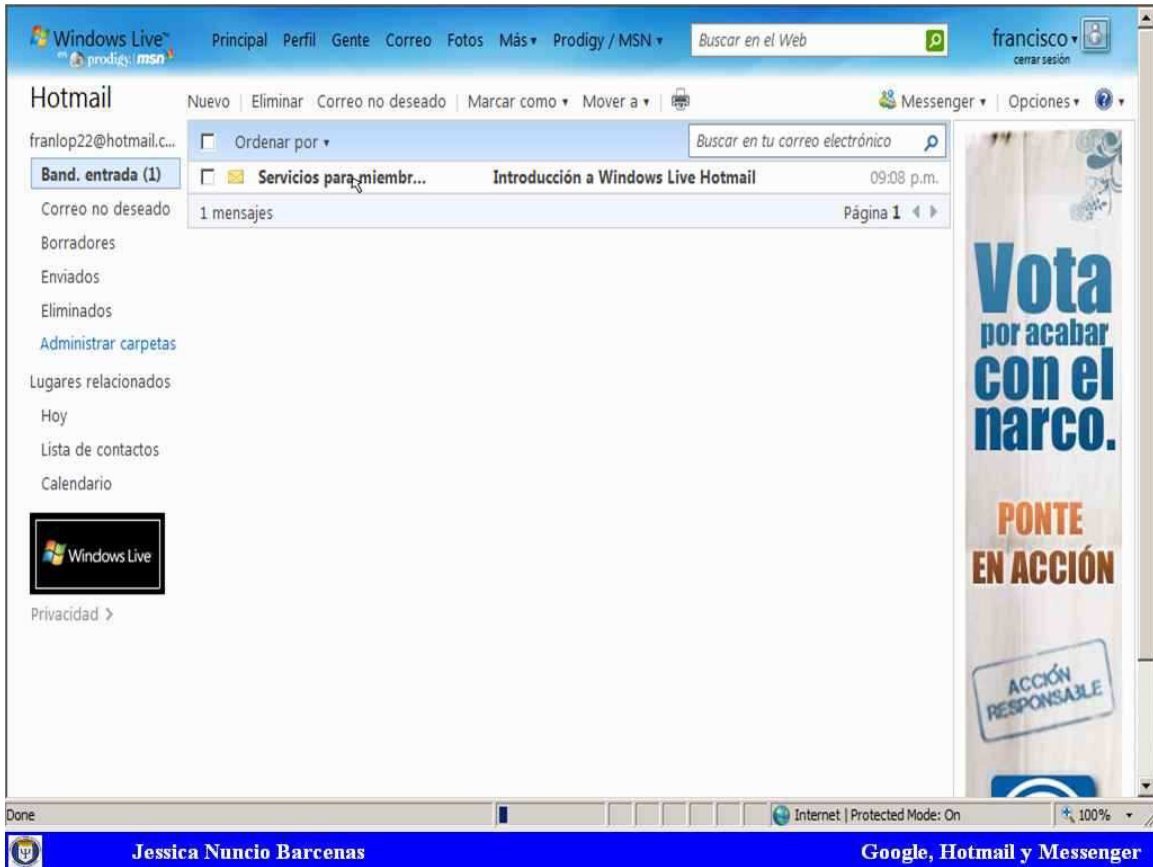 Windows Live™
en prodigy msn
Principal Perfil Gente Correo Fotos Más Prodigy / MSN
Buscar en el Web
francisco
cerrar sesión
Hotmail
Nuevo | Eliminar Correo no deseado | Marcar como Mover a
Messenger | Opciones
franlop22@hotmail.c...
Ordenar por
Buscar en tu correo electrónico
Band. entrada (1)
Servicios para miembr... Introducción a Windows Live Hotmail 09:08 p.m.
Correo no deseado
1 mensajes
Página 1
Borradores
Enviados
Eliminados
Administrar carpetas
Lugares relacionados
Hoy
Lista de contactos
Calendario
Windows Live
Privacidad
Vota
por acabar
con el
narco.
PONTE
EN ACCIÓN
ACCIÓN
RESPONSABLE
Done
Internet | Protected Mode: On
100%
Jessica Nuncio Barcenas
Google, Hotmail y Messenger